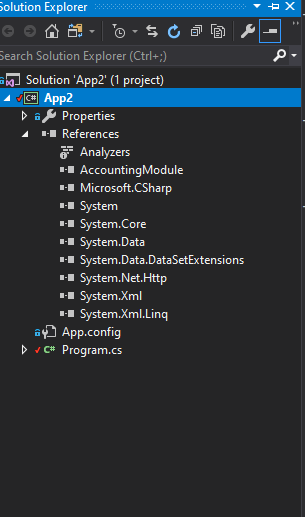 Solution Explorer
Search Solution Explorer (Ctrl+;)
Solution 'App2' (1 project)
C# App2
Properties
References
Analyzers
AccountingModule
Microsoft.CSharp
System
System.Core
System.Data
System.Data.DataSetExtensions
System.Net.Http
System.Xml
System.Xml.Linq
App.config
C# Program.cs